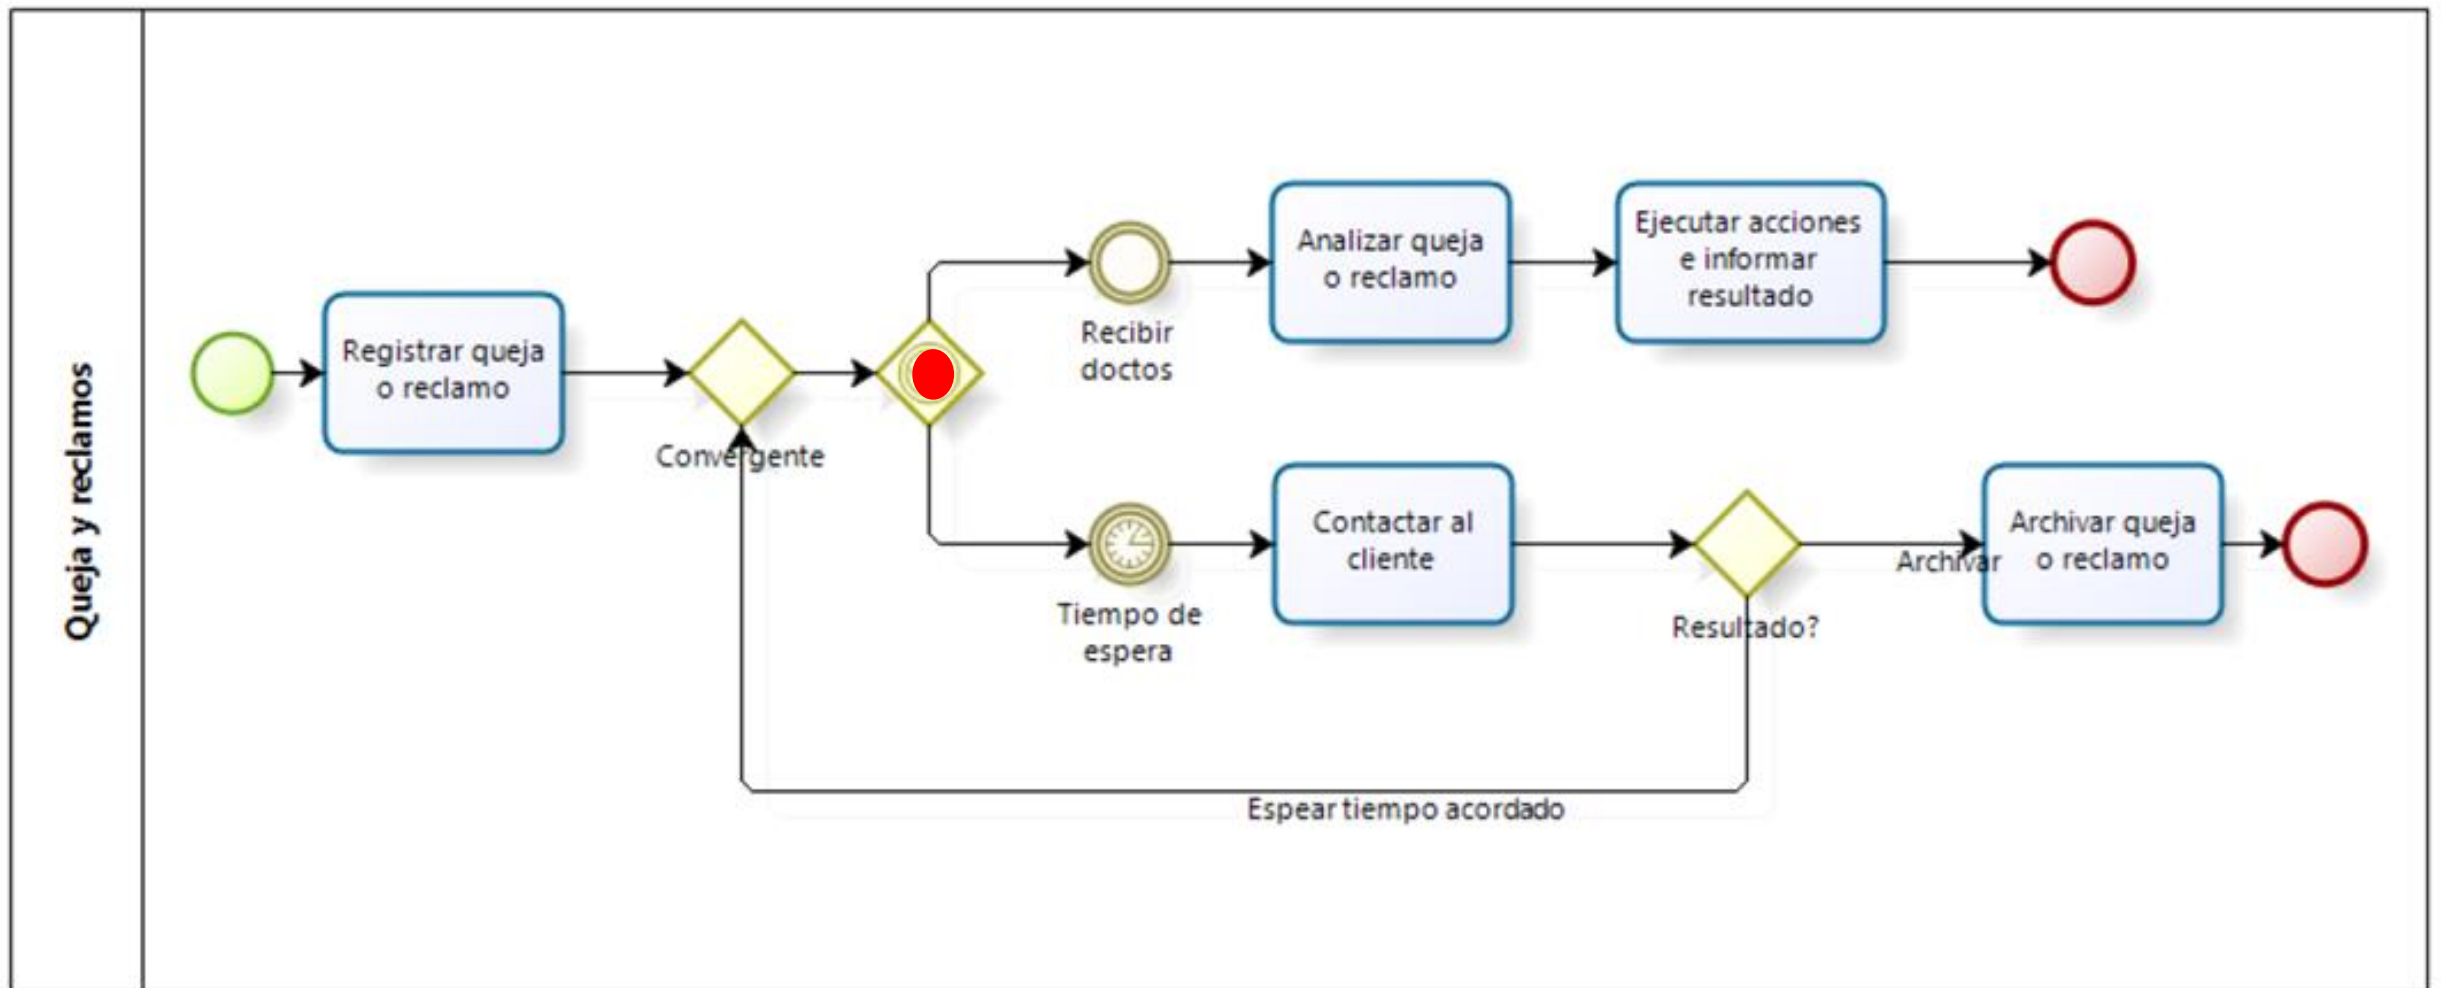 Queja y reclamos
Registrar queja
o reclamo
Convergente
Recibir
doctos
Analizar queja
o reclamo
Ejecutar acciones
e informar
resultado
Tiempo de
espera
Contactar al
cliente
Resultado?
Archivar
Archivar queja
o reclamo
Espear tiempo acordado